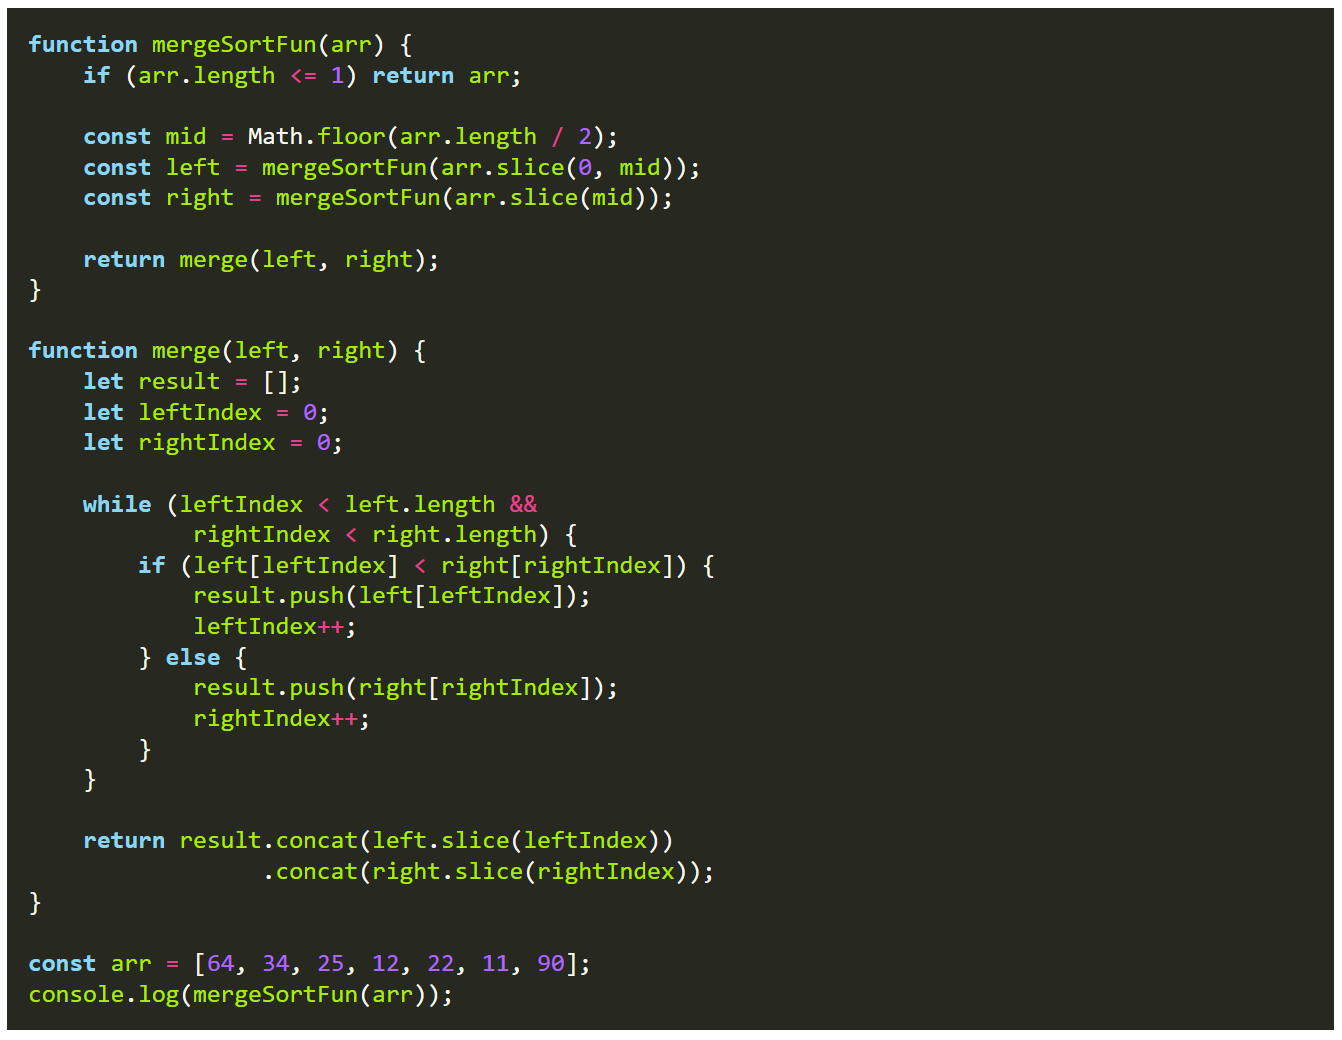 function mergeSortFun(arr) {
    if (arr.length <= 1) return arr;

    const mid = Math.floor(arr.length / 2);
    const left = mergeSortFun(arr.slice(0, mid));
    const right = mergeSortFun(arr.slice(mid));

    return merge(left, right);
}

function merge(left, right) {
    let result = [];
    let leftIndex = 0;
    let rightIndex = 0;

    while (leftIndex < left.length &&
            rightIndex < right.length) {
        if (left[leftIndex] < right[rightIndex]) {
            result.push(left[leftIndex]);
            leftIndex++;
        } else {
            result.push(right[rightIndex]);
            rightIndex++;
        }
    }

    return result.concat(left.slice(leftIndex))
                 .concat(right.slice(rightIndex));
}

const arr = [64, 34, 25, 12, 22, 11, 90];
console.log(mergeSortFun(arr));